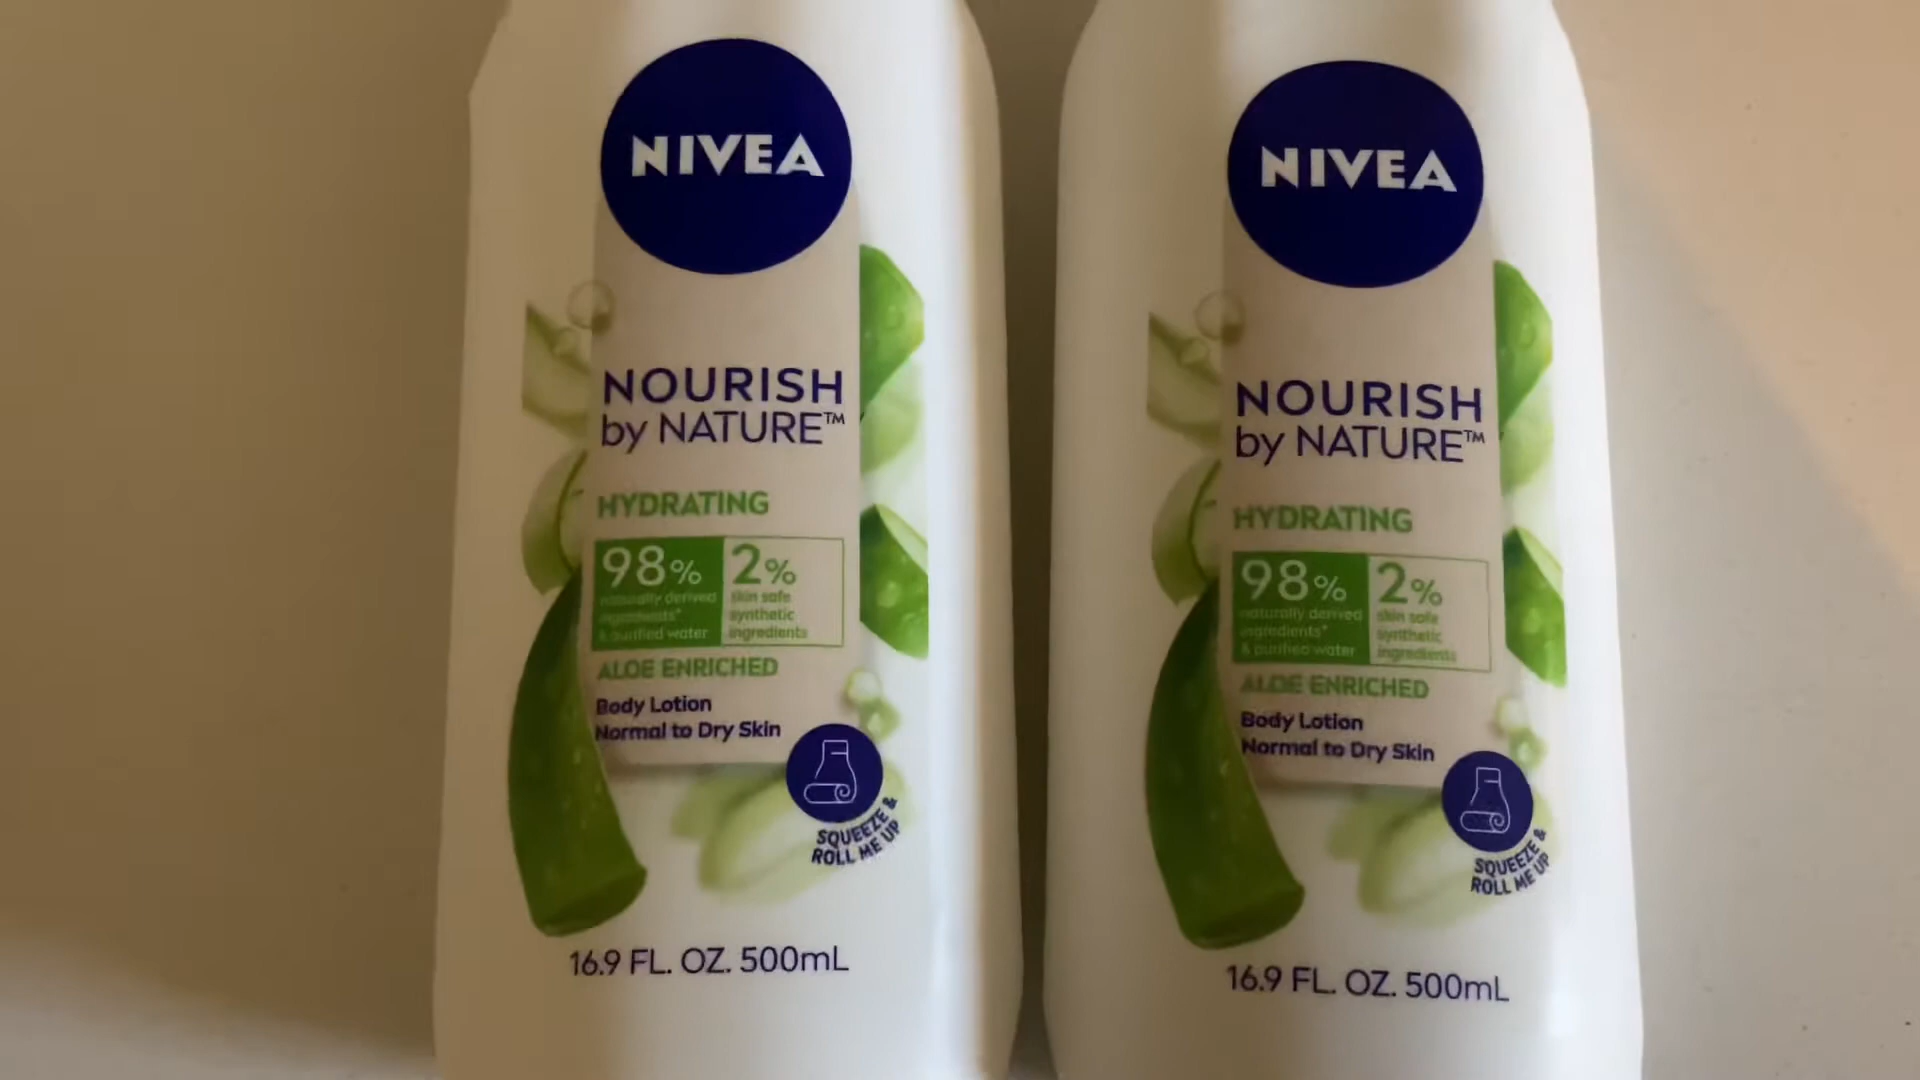 NIVEA
NOURISH
by NATURE™
HYDRATING
98%
naturally derived
ingredients*
& purified water
2%
skin safe
synthetic
ingredients
ALOE ENRICHED
Body Lotion
Normal to Dry Skin
SQUEEZE &
ROLL ME UP
16.9 FL. OZ. 500mL
NIVEA
NOURISH
by NATURE™
HYDRATING
98%
naturally derived
ingredients*
& purified water
2%
skin safe
synthetic
ingredients
ALOE ENRICHED
Body Lotion
Normal to Dry Skin
SQUEEZE &
ROLL ME UP
16.9 FL. OZ. 500mL